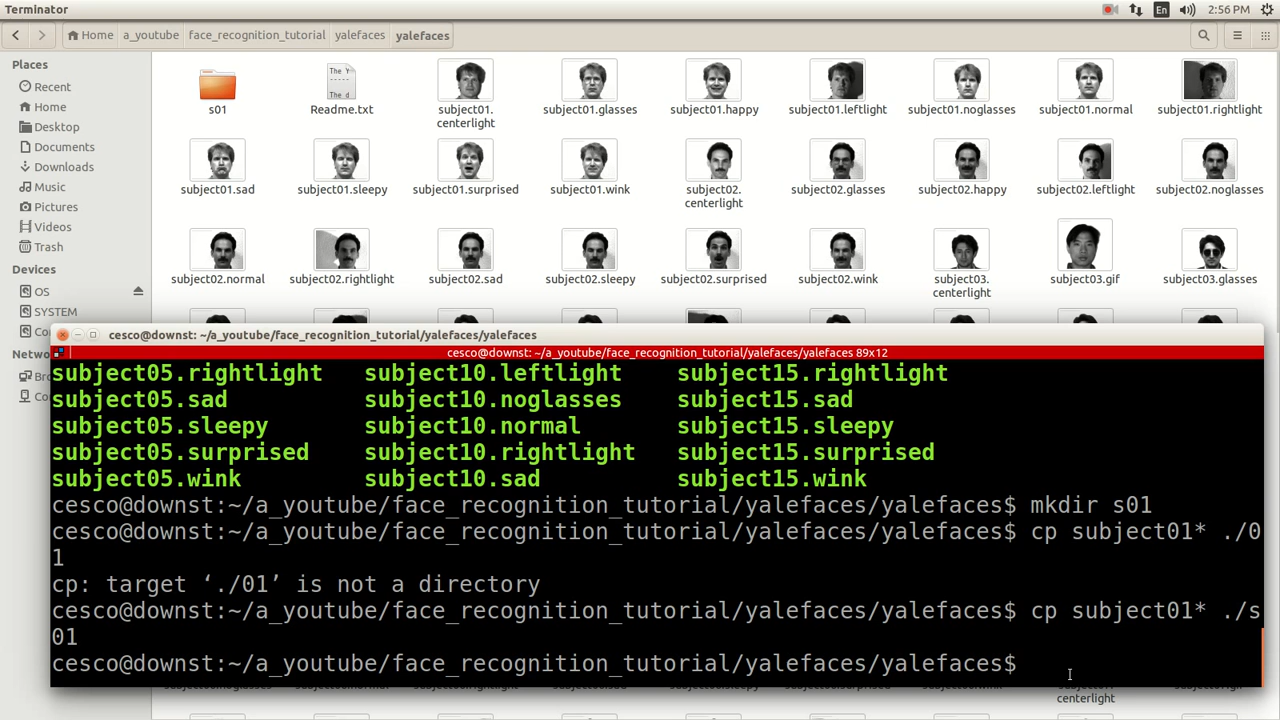 Terminator
En
2:56 PM
Home
a_youtube
face_recognition_tutorial
yalefaces
yalefaces
Places
Recent
Home
Desktop
Documents
Downloads
Music
Pictures
Videos
Trash
Devices
OS
SYSTEM
Netwo
s01
Readme.txt
subject01.
centerlight
subject01.glasses
subject01.happy
subject01.leftlight
subject01.noglasses
subject01.normal
subject01.rightlight
subject01.sad
subject01.sleepy
subject01.surprised
subject01.wink
subject02.
centerlight
subject02.glasses
subject02.happy
subject02.leftlight
subject02.noglasses
subject02.normal
subject02.rightlight
subject02.sad
subject02.sleepy
subject02.surprised
subject02.wink
subject03.
centerlight
subject03.gif
subject03.glasses
cesco@downst: ~/a_youtube/face_recognition_tutorial/yalefaces/yalefaces
cesco@downst: ~/a_youtube/face_recognition_tutorial/yalefaces/yalefaces 89x12
subject05.rightlight subject10.leftlight subject15.rightlight
subject05.sad subject10.noglasses subject15.sad
subject05.sleepy subject10.normal subject15.sleepy
subject05.surprised subject10.rightlight subject15.surprised
subject05.wink subject10.sad subject15.wink
cesco@downst:~/a_youtube/face_recognition_tutorial/yalefaces/yalefaces$ mkdir s01
cesco@downst:~/a_youtube/face_recognition_tutorial/yalefaces/yalefaces$ cp subject01* ./0
1
cp: target ‘./01’ is not a directory
cesco@downst:~/a_youtube/face_recognition_tutorial/yalefaces/yalefaces$ cp subject01* ./s
01
cesco@downst:~/a_youtube/face_recognition_tutorial/yalefaces/yalefaces$
centerlight